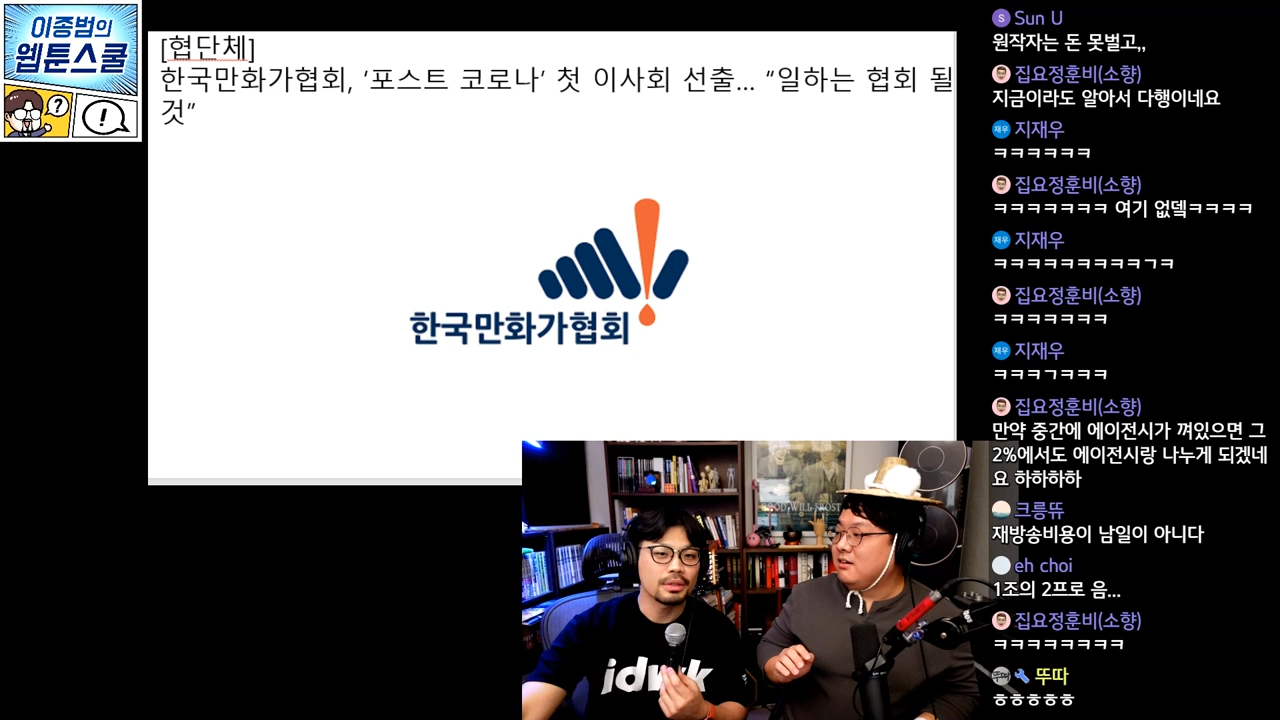 이종범의
웹툰스쿨
?
!
[협단체]
한국만화가협회, ‘포스트 코로나’ 첫 이사회 선출... “일하는 협회 될
것”
한국만화가협회
idwk
S Sun U
원작자는 돈 못벌고,,
집요정훈비(소향)
지금이라도 알아서 다행이네요
재우 지재우
ㅋㅋㅋㅋㅋㅋ
집요정훈비(소향)
ㅋㅋㅋㅋㅋㅋㅋ 여기 없뎈ㅋㅋㅋㅋ
재우 지재우
ㅋㅋㅋㅋㅋㅋㅋㅋㅋㄱㅋ
집요정훈비(소향)
ㅋㅋㅋㅋㅋㅋㅋ
재우 지재우
ㅋㅋㅋㄱㅋㅋㅋ
집요정훈비(소향)
만약 중간에 에이전시가 껴있으면 그
2%에서도 에이전시랑 나누게 되겠네
요 하하하하
크릉뜌
재방송비용이 남일이 아니다
eh choi
1조의 2프로 음...
집요정훈비(소향)
ㅋㅋㅋㅋㅋㅋㅋㅋ
뚜따
ㅎㅎㅎㅎㅎ